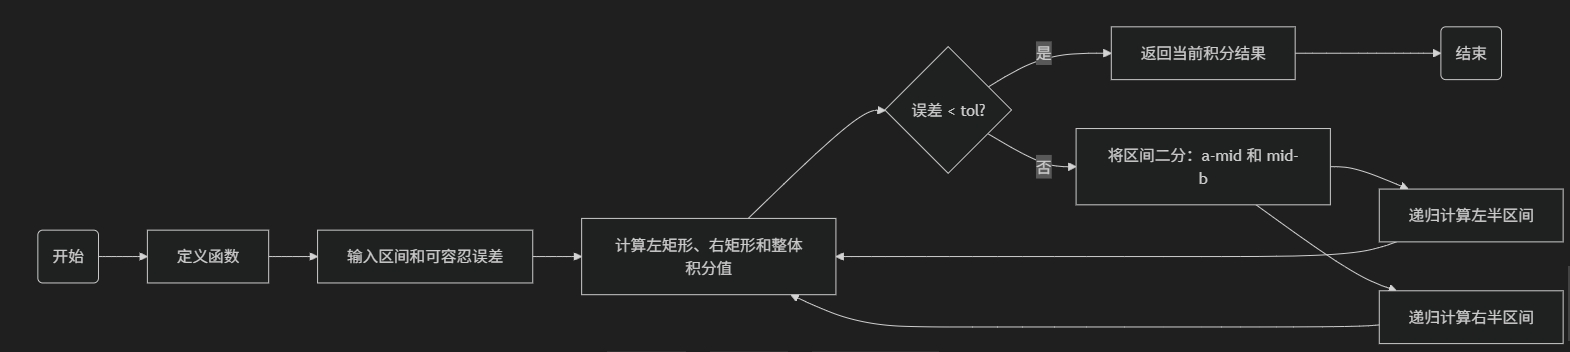 开始
定义函数
输入区间和可容忍误差
计算左矩形、右矩形和整体
积分值
误差 < tol?
是
返回当前积分结果
结束
否
将区间二分：a-mid 和 mid-
b
递归计算左半区间
递归计算右半区间